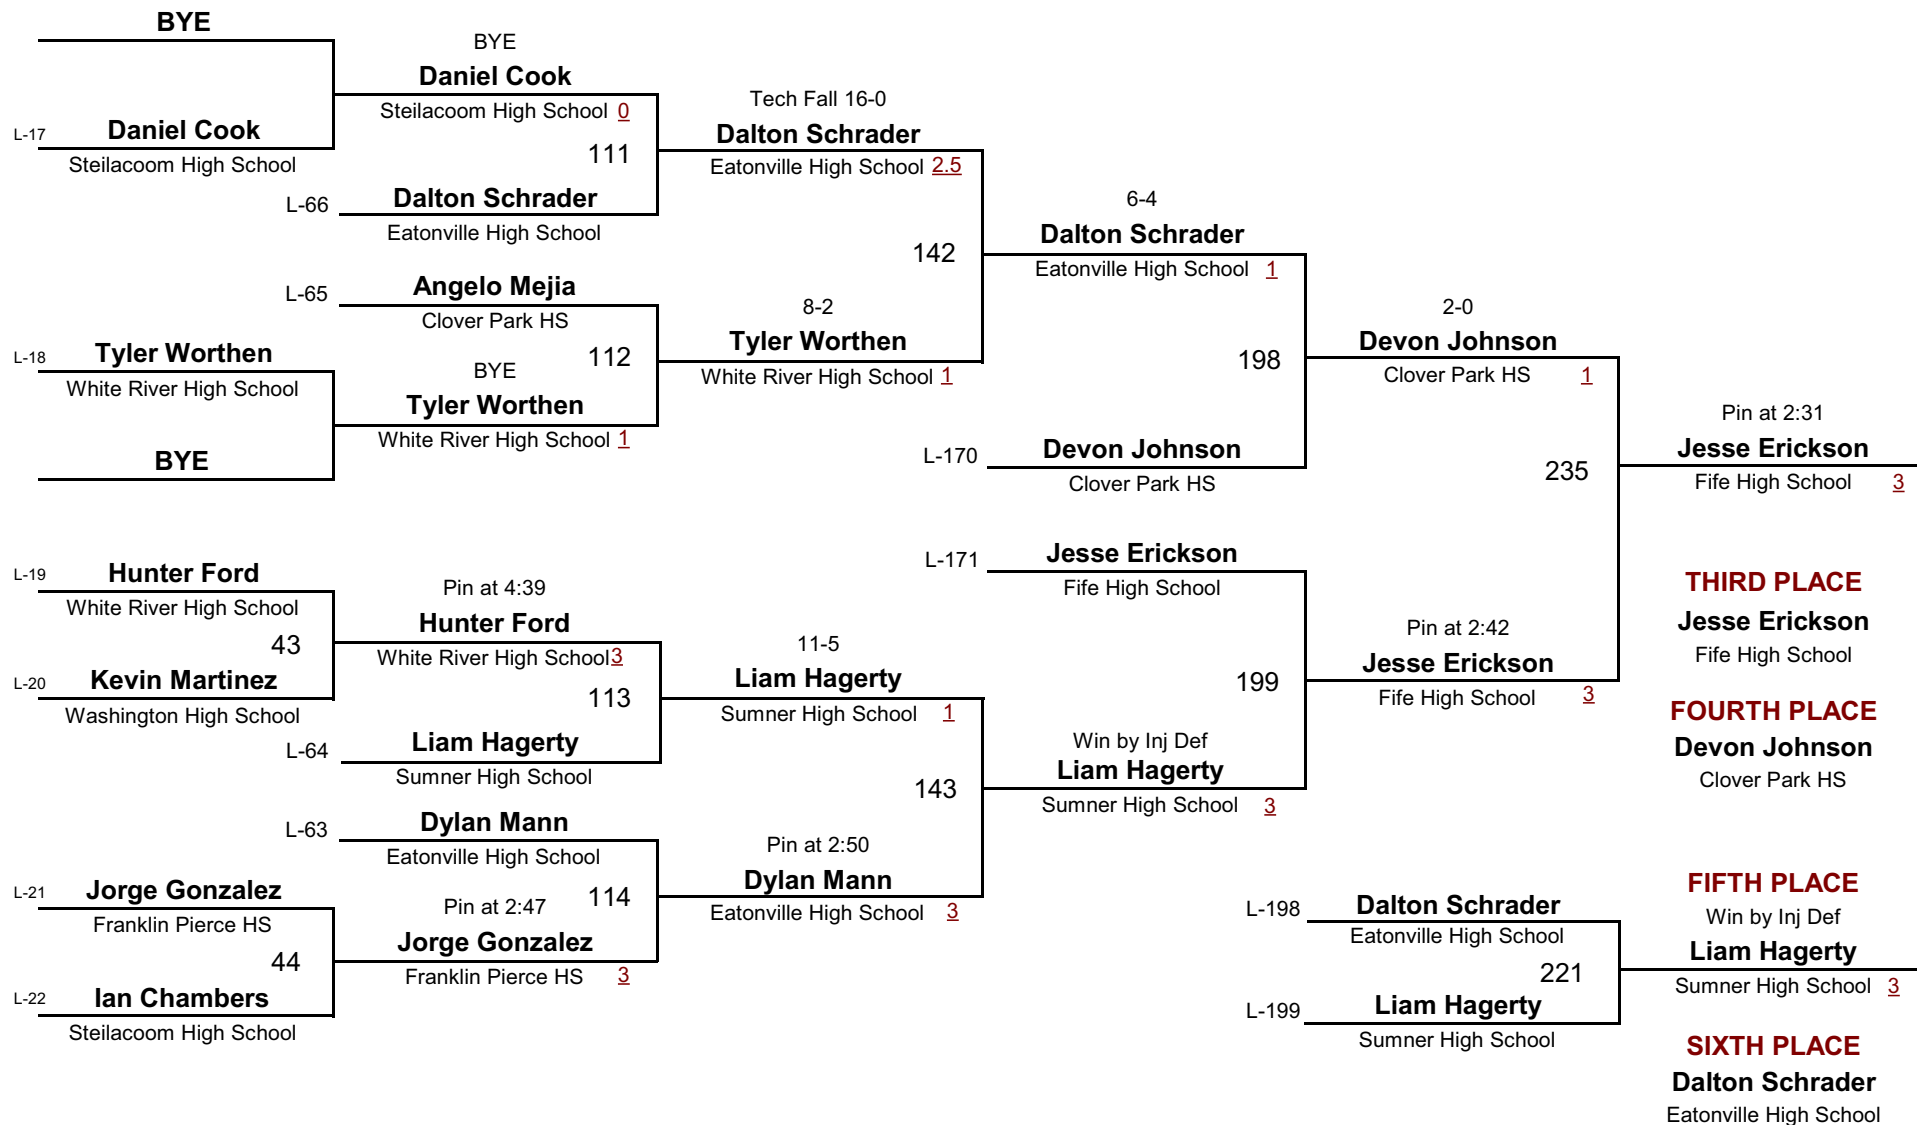 BYE
L-17 Daniel Cook
Steilacoom High School
L-18 Tyler Worthen
White River High School
BYE
L-19 Hunter Ford
White River High School
43
L-20 Kevin Martinez
Washington High School
L-21 Jorge Gonzalez
Franklin Pierce HS
44
L-22 Ian Chambers
Steilacoom High School
BYE
Daniel Cook
Steilacoom High School 0
111
L-66 Dalton Schrader
Eatonville High School
L-65 Angelo Mejia
Clover Park HS
112
BYE
Tyler Worthen
White River High School 1
Pin at 4:39
Hunter Ford
White River High School 3
113
L-64 Liam Hagerty
Sumner High School
L-63 Dylan Mann
Eatonville High School
114
Pin at 2:47
Jorge Gonzalez
Franklin Pierce HS 3
Tech Fall 16-0
Dalton Schrader
Eatonville High School 2.5
142
8-2
Tyler Worthen
White River High School 1
11-5
Liam Hagerty
Sumner High School 1
143
Pin at 2:50
Dylan Mann
Eatonville High School 3
6-4
Dalton Schrader
Eatonville High School 1
198
L-170 Devon Johnson
Clover Park HS
L-171 Jesse Erickson
Fife High School
199
Win by Inj Def
Liam Hagerty
Sumner High School 3
2-0
Devon Johnson
Clover Park HS 1
235
Pin at 2:42
Jesse Erickson
Fife High School 3
L-198 Dalton Schrader
Eatonville High School
221
L-199 Liam Hagerty
Sumner High School
Pin at 2:31
Jesse Erickson
Fife High School 3
THIRD PLACE
Jesse Erickson
Fife High School
FOURTH PLACE
Devon Johnson
Clover Park HS
FIFTH PLACE
Win by Inj Def
Liam Hagerty
Sumner High School 3
SIXTH PLACE
Dalton Schrader
Eatonville High School